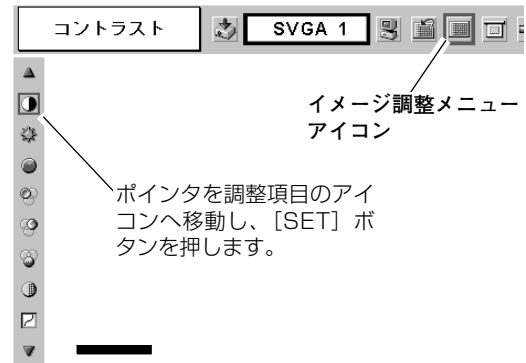 コントラスト
SVGA 1
イメージ調整メニュー
アイコン
ポインタを調整項目のアイ
コンへ移動し、[SET] ボ
タンを押します。